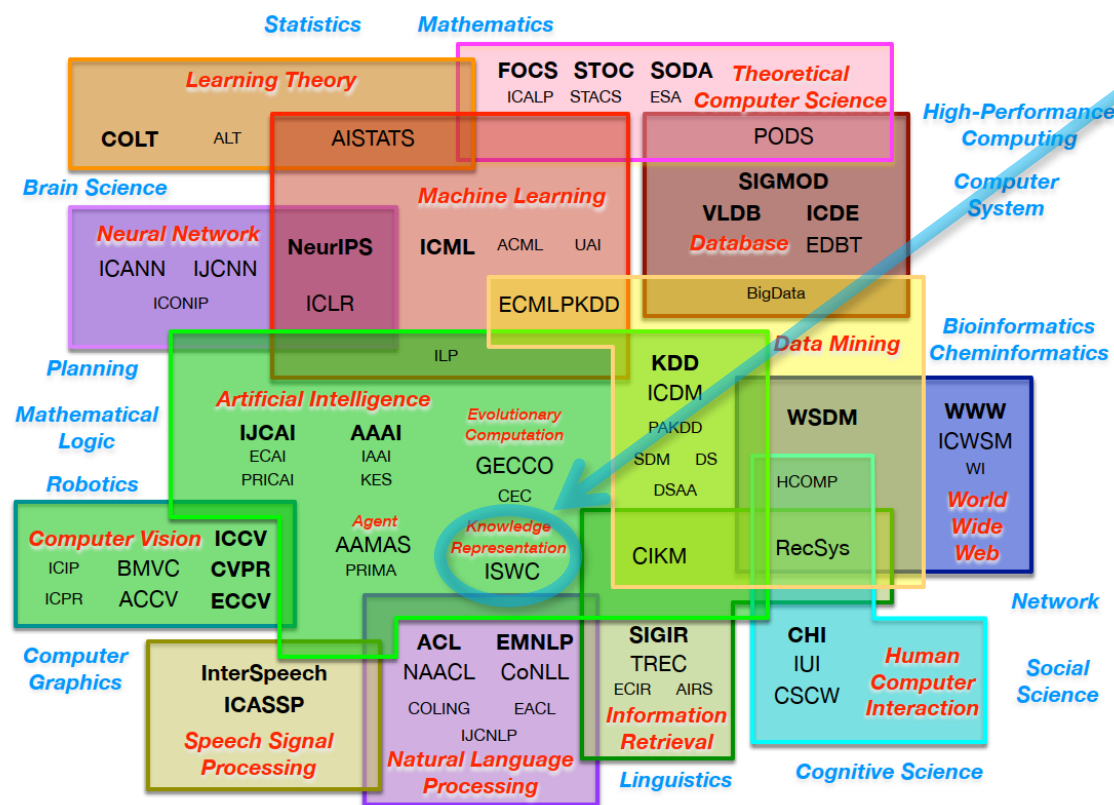 Statistics
Mathematics
Learning Theory
COLT
ALT
AISTATS
FOCS STOC SODA
ICALP STACS ESA
Theoretical
Computer Science
PODS
High-Performance
Computing
Computer
System
Brain Science
Neural Network
ICANN IJCNN
ICONIP
NeurIPS
ICLR
Machine Learning
ICML ACML UAI
ECMLPKDD
SIGMOD
VLDB ICDE
Database EDBT
BigData
Data Mining
Bioinformatics
Cheminformatics
Planning
Mathematical
Logic
Robotics
ILP
Artificial Intelligence
IJCAI AAAI
ECAI IAAI
PRICAI KES
Evolutionary
Computation
GECCO
CEC
Agent
AAMAS
PRIMA
Knowledge
Representation
ISWC
KDD
ICDM
PAKDD
SDM DS
DSAA
CIKM
WSDM
HCOMP
RecSys
WWW
ICWSM
WI
World
Wide
Web
Computer Vision
ICCV
ICIP BMVC CVPR
ICPR ACCV ECCV
Network
Computer
Graphics
InterSpeech
ICASSP
Speech Signal
Processing
ACL EMNLP
NAACL CoNLL
COLING EACL
IJCNLP
Natural Language
Processing
SIGIR
TREC
ECIR AIRS
Information
Retrieval
Linguistics
CHI
IUI
CSCW
Human
Computer
Interaction
Social
Science
Cognitive Science